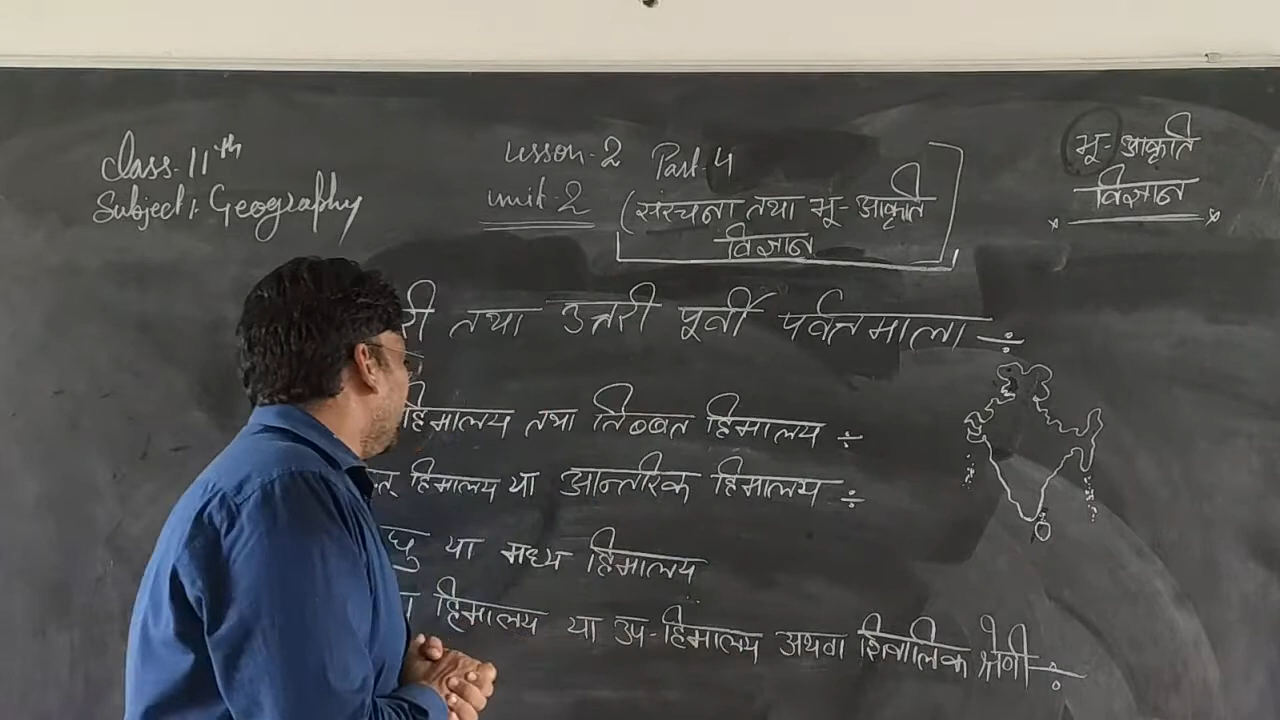 Class-11th
Subject:- Geography
Lesson-2 Part-4
unit-2 (संरचना तथा भू-आकृति
विज्ञान
भू-आकृति
विज्ञान
तथा उत्तरी पूर्वी पर्वतमाला ÷
हिमालय तथा तिब्बत हिमालय ÷
हिमालय या आन्तरिक हिमालय ÷
या मध्य हिमालय
हिमालय या उप-हिमालय अथवा शिवालिक श्रेणी ÷